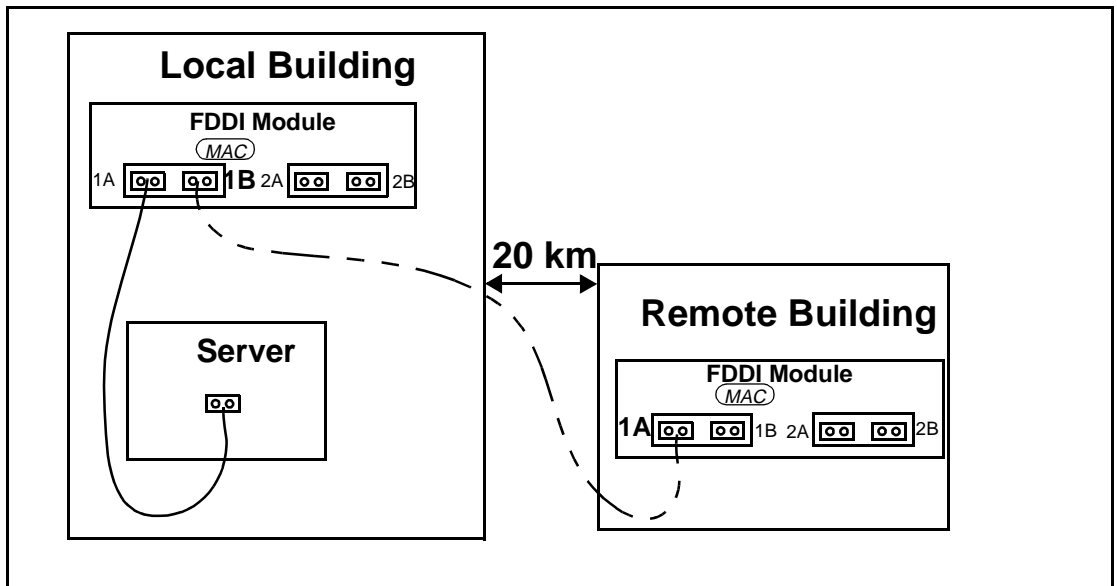 Local Building
FDDI Module
MAC
1A 1B 2A 2B
20 km
Server
Remote Building
FDDI Module
MAC
1A 1B 2A 2B